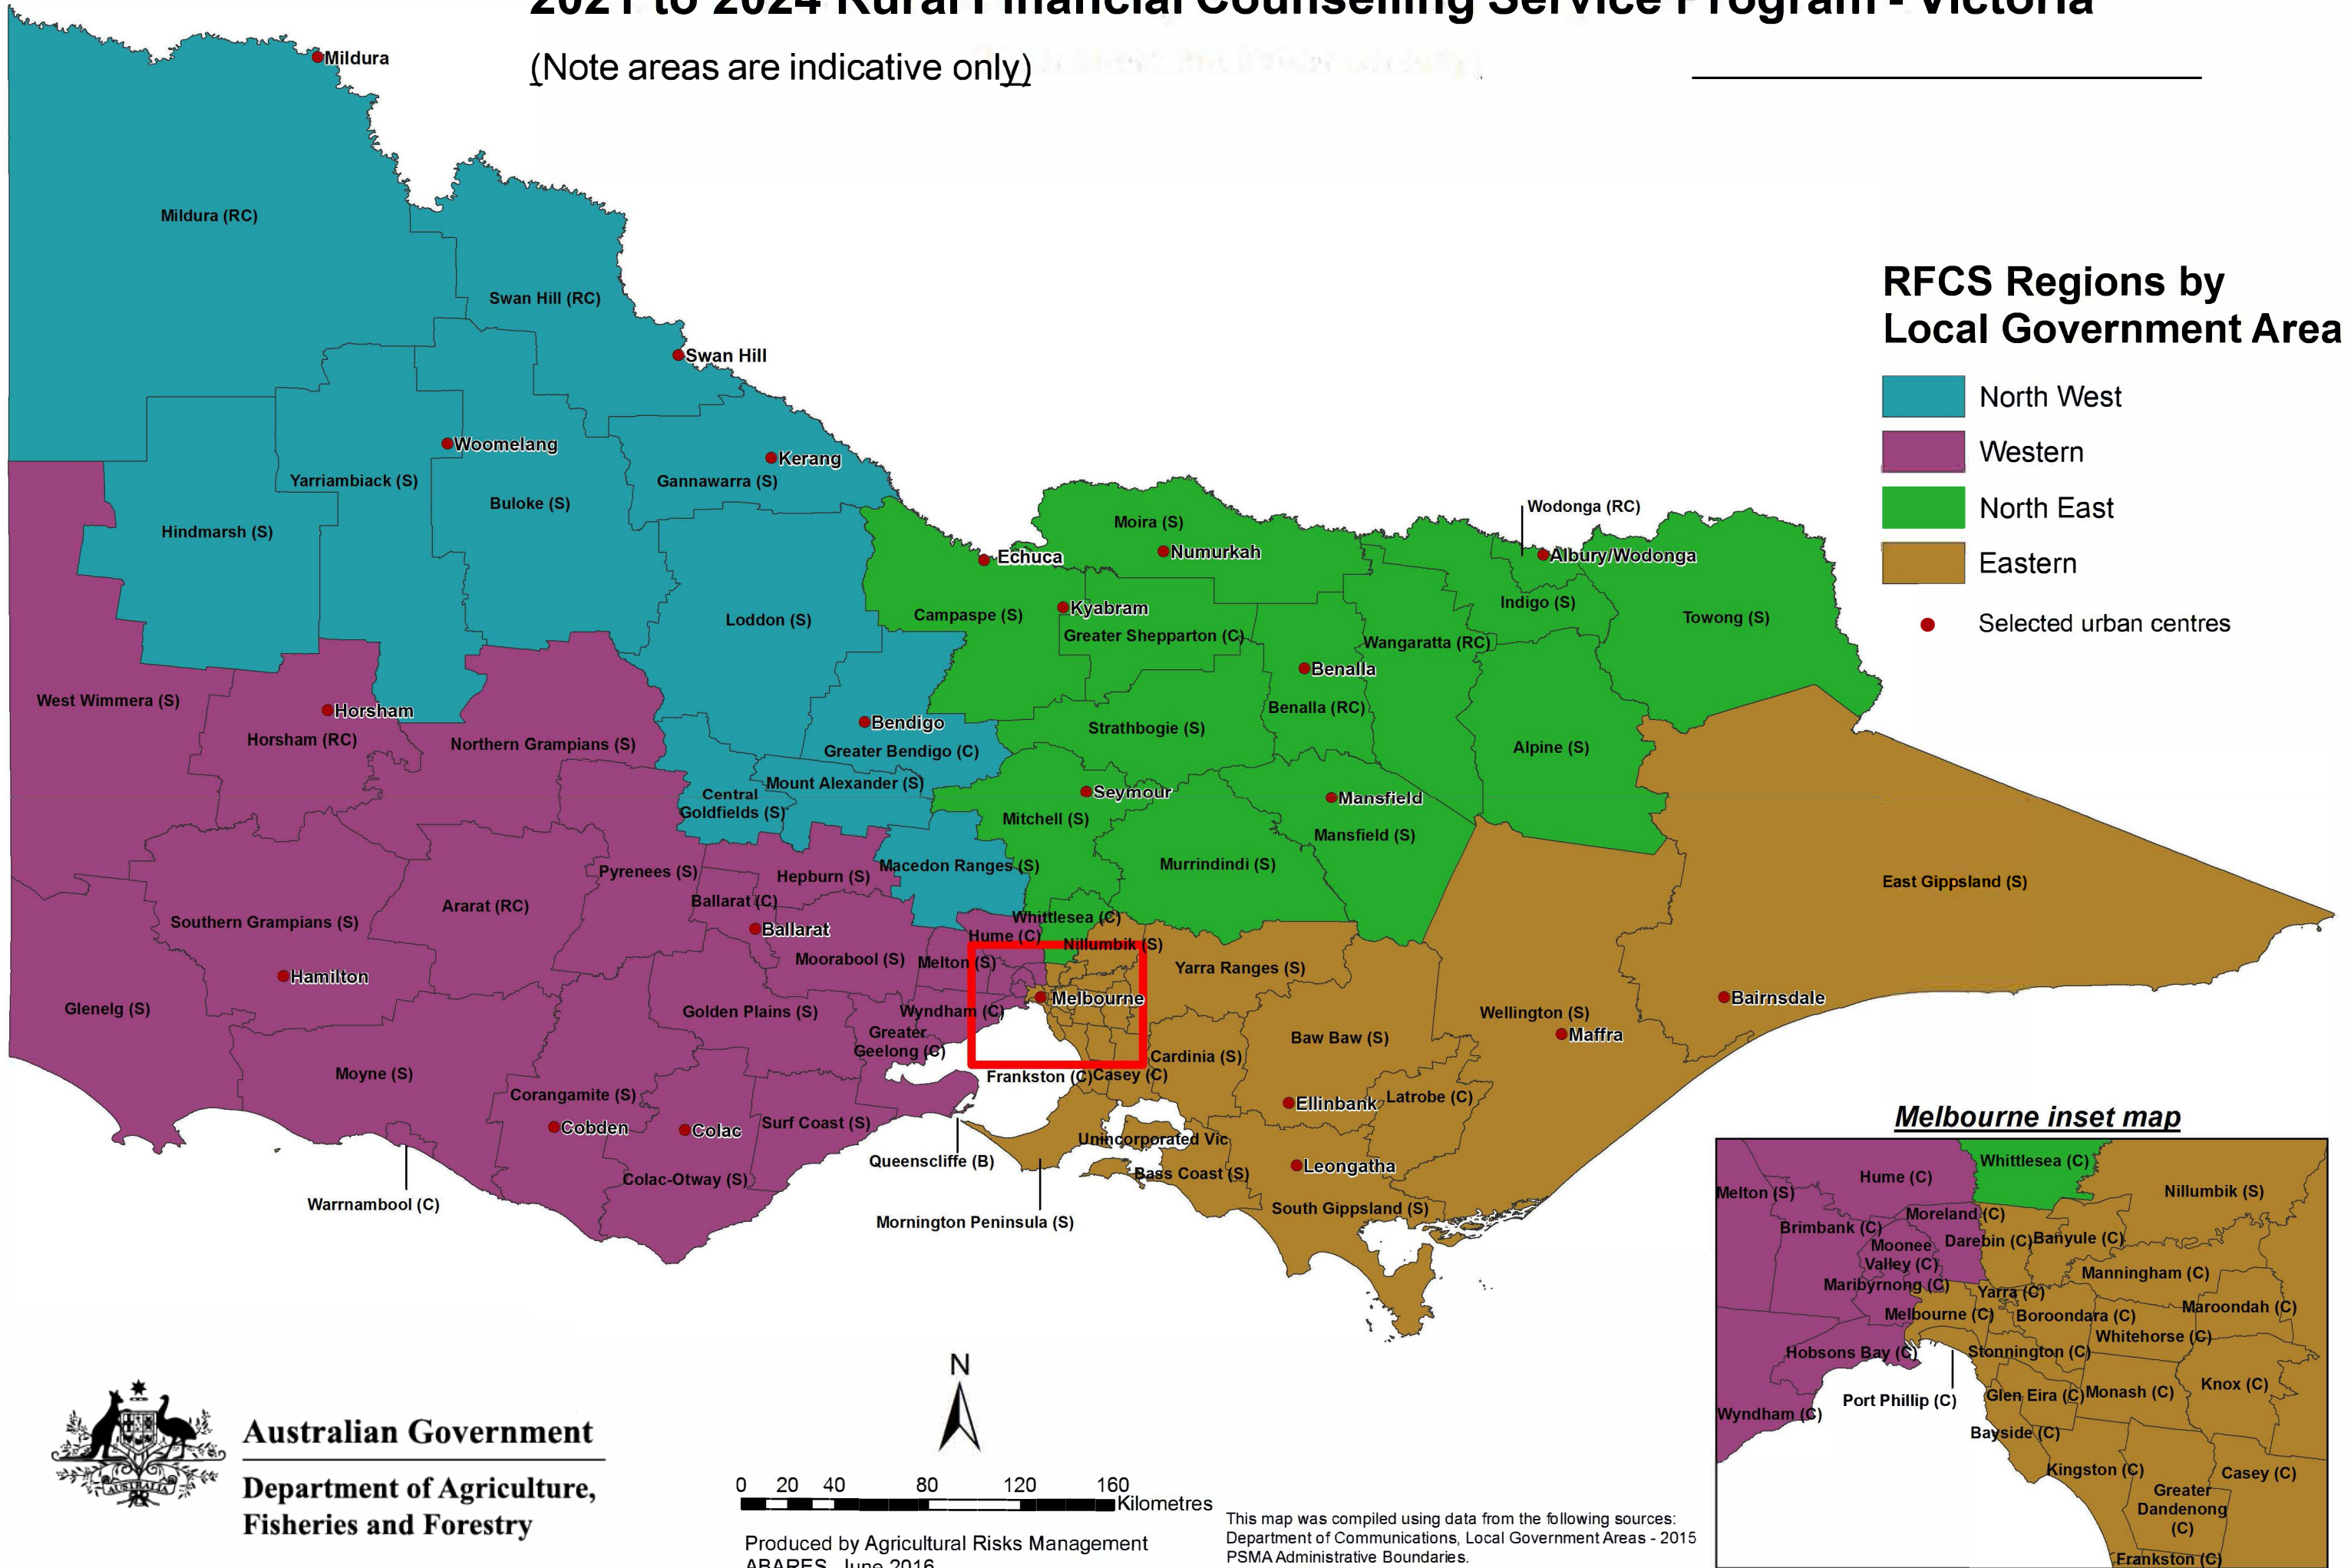 2021 to 2024 Rural Financial Counselling Service Program - Victoria
(Note areas are indicative only)
Mildura
Mildura (RC)
Swan Hill (RC)
Swan Hill
RFCS Regions by
Local Government Area
North West
Western
North East
Eastern
Selected urban centres
Woomelang
Kerang
Yarriambiack (S)
Gannawarra (S)
Buloke (S)
Hindmarsh (S)
Loddon (S)
Wodonga (RC)
Moira (S)
Numurkah
Echuca
Albury/Wodonga
Campaspe (S)
Kyabram
Greater Shepparton (C)
Indigo (S)
Towong (S)
Wangaratta (RC)
Benalla
Benalla (RC)
West Wimmera (S)
Horsham
Horsham (RC)
Northern Grampians (S)
Bendigo
Greater Bendigo (C)
Strathbogie (S)
Alpine (S)
Mount Alexander (S)
Central
Goldfields (S)
Seymour
Mansfield
Mitchell (S)
Mansfield (S)
Pyrenees (S)
Hepburn (S)
Macedon Ranges (S)
Murrindindi (S)
East Gippsland (S)
Southern Grampians (S)
Ararat (RC)
Ballarat (C)
Ballarat
Whittlesea (C)
Hume (C)
Nillumbik (S)
Hamilton
Moorabool (S)
Melton (S)
Yarra Ranges (S)
Glenelg (S)
Golden Plains (S)
Wyndham (C)
Melbourne
Bairnsdale
Wellington (S)
Maffra
Greater
Geelong (C)
Baw Baw (S)
Cardinia (S)
Moyne (S)
Frankston (C)
Casey (C)
Corangamite (S)
Cobden
Colac
Surf Coast (S)
Ellinbank
Latrobe (C)
Unincorporated Vic
Queenscliffe (B)
Bass Coast (S)
Leongatha
Colac-Otway (S)
Warrnambool (C)
Mornington Peninsula (S)
South Gippsland (S)
Melbourne inset map
Whittlesea (C)
Hume (C)
Melton (S)
Nillumbik (S)
Moreland (C)
Brimbank (C)
Moonee
Valley (C)
Darebin (C)
Banyule (C)
Manningham (C)
Maribyrnong (C)
Yarra (C)
Melbourne (C)
Boroondara (C)
Maroondah (C)
Whitehorse (C)
Hobsons Bay (C)
Stonnington (C)
Port Phillip (C)
Glen Eira (C)
Monash (C)
Knox (C)
Wyndham (C)
Bayside (C)
Kingston (C)
Casey (C)
Greater
Dandenong
(C)
Frankston (C)
AUSTRALIA
Australian Government
Department of Agriculture,
Fisheries and Forestry
N
0 20 40 80 120 160
Kilometres
Produced by Agricultural Risks Management
ABARES, June 2016
This map was compiled using data from the following sources:
Department of Communications, Local Government Areas - 2015
PSMA Administrative Boundaries.